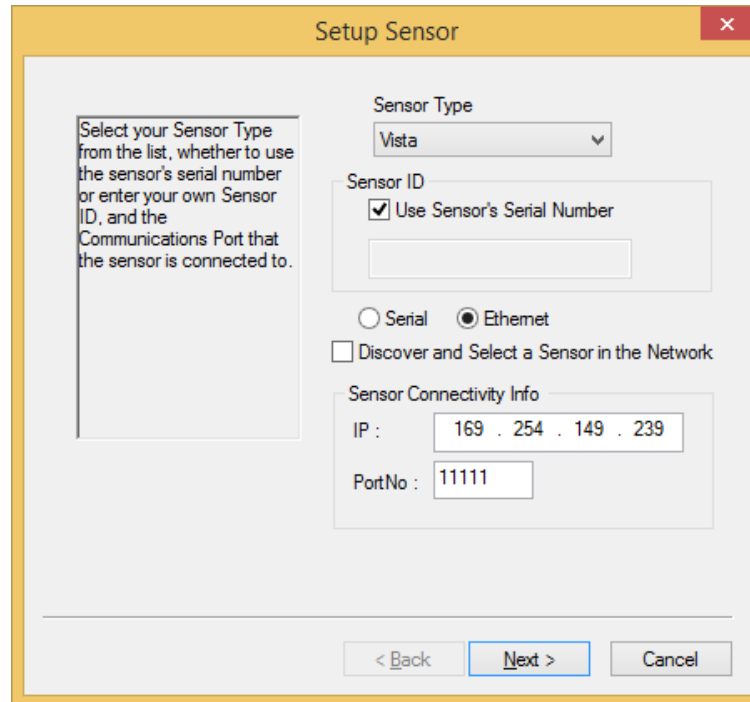 Setup Sensor
×
Select your Sensor Type
from the list, whether to use
the sensor's serial number
or enter your own Sensor
ID, and the
Communications Port that
the sensor is connected to.
Sensor Type
Vista
Sensor ID
Use Sensor's Serial Number
Serial Ethernet
Discover and Select a Sensor in the Network
Sensor Connectivity Info
IP : 169 . 254 . 149 . 239
PortNo : 11111
< Back Next > Cancel